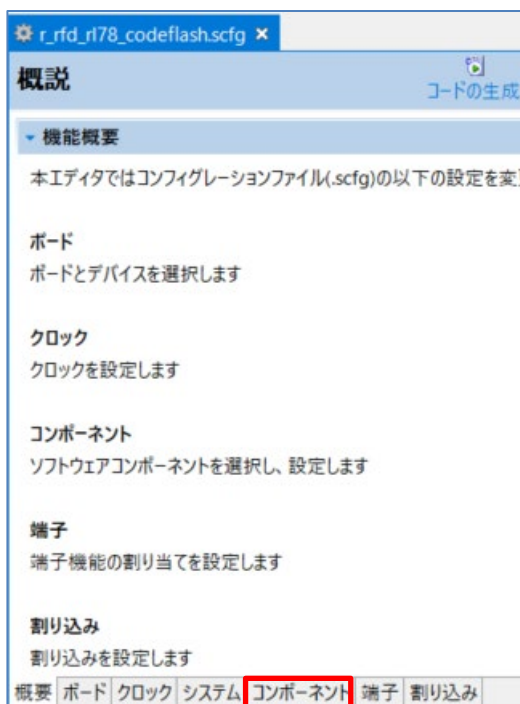 r_rfd_rl78_codeflash.scfg
概説
コードの生成
機能概要
本エディタではコンフィグレーションファイル(.scfg)の以下の設定を変
ボード
ボードとデバイスを選択します
クロック
クロックを設定します
コンポーネント
ソフトウェアコンポーネントを選択し、設定します
端子
端子機能の割り当てを設定します
割り込み
割り込みを設定します
概要 ボード クロック システム コンポーネント 端子 割り込み